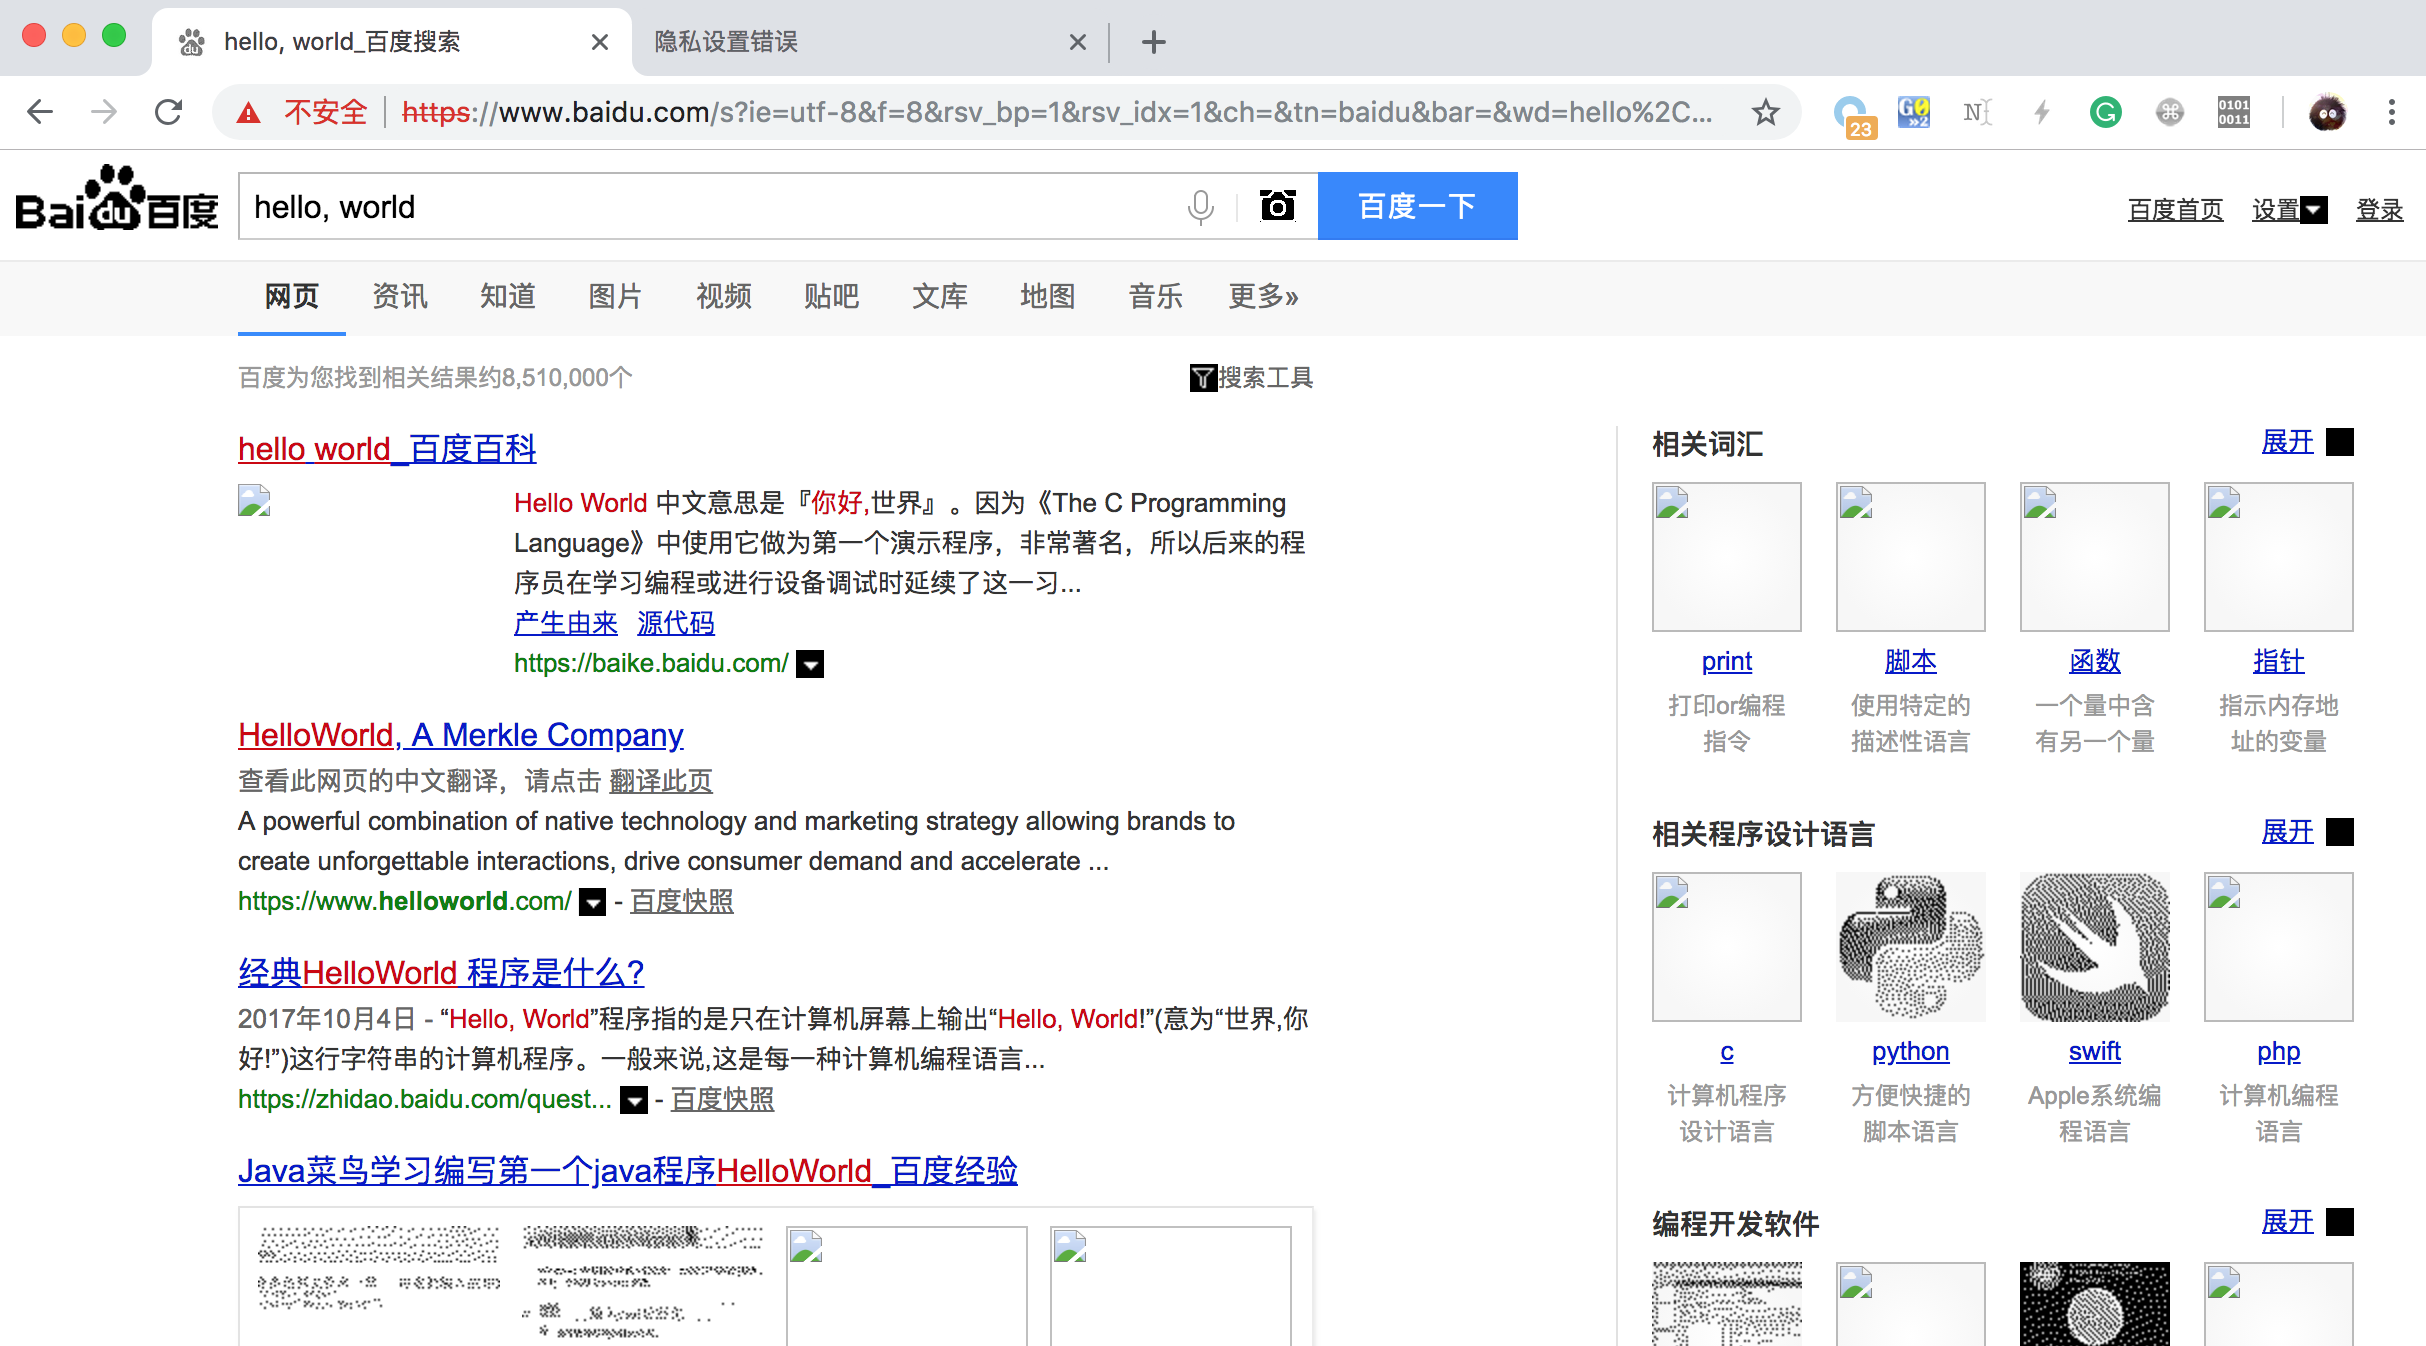 hello, world_百度搜索
隐私设置错误
不安全
https://www.baidu.com/s?ie=utf-8&f=8&rsv_bp=1&rsv_idx=1&ch=&tn=baidu&bar=&wd=hello%2C...
23
GO
»2
N
G
0101
0011
Bai du 百度
hello, world
百度一下
百度首页 设置 登录
网页 资讯 知道 图片 视频 贴吧 文库 地图 音乐 更多»
百度为您找到相关结果约8,510,000个
搜索工具
hello world_百度百科
Hello World 中文意思是『你好,世界』。因为《The C Programming
Language》中使用它做为第一个演示程序，非常著名，所以后来的程
序员在学习编程或进行设备调试时延续了这一习...
产生由来 源代码
https://baike.baidu.com/
HelloWorld, A Merkle Company
查看此网页的中文翻译，请点击 翻译此页
A powerful combination of native technology and marketing strategy allowing brands to
create unforgettable interactions, drive consumer demand and accelerate ...
https://www.helloworld.com/ - 百度快照
经典HelloWorld 程序是什么?
2017年10月4日 - “Hello, World”程序指的是只在计算机屏幕上输出“Hello, World!”(意为“世界,你
好!”)这行字符串的计算机程序。一般来说,这是每一种计算机编程语言...
https://zhidao.baidu.com/quest... - 百度快照
Java菜鸟学习编写第一个java程序HelloWorld_百度经验
相关词汇 展开
print 脚本 函数 指针
打印or编程 使用特定的 一个量中含 指示内存地
指令 描述性语言 有另一个量 址的变量
相关程序设计语言 展开
c python swift php
计算机程序 方便快捷的 Apple系统编 计算机编程
设计语言 脚本语言 程语言 语言
编程开发软件 展开